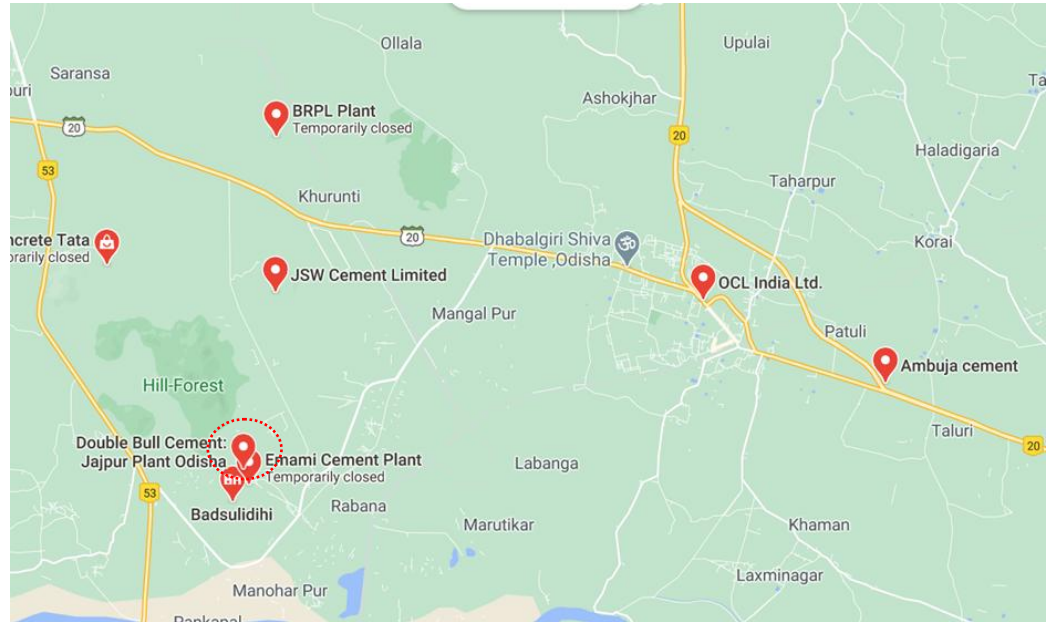 Ollala
Upulai
Saransa
Ta
puri
Ashokjhar
BRPL Plant
Temporarily closed
20
20
Haladigaria
53
Taharpur
Khurunti
ncrete Tata
orarily closed
20
Dhabalgiri Shiva
Temple ,Odisha
Korai
JSW Cement Limited
OCL India Ltd.
Mangal Pur
Patuli
Ambuja cement
Hill-Forest
Taluri
Double Bull Cement:
Jajpur Plant Odisha
20
Emami Cement Plant
Temporarily closed
Labanga
53
Badsulidihi
Rabana
Marutikar
Khaman
Laxminagar
Manohar Pur
Pankapal